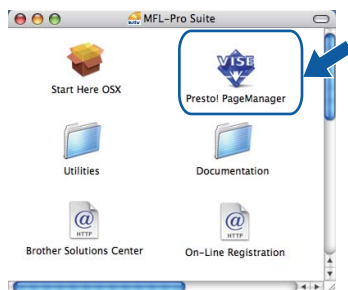 MFL-Pro Suite
VISE
Start Here OSX
Presto! PageManager
Utilities
Documentation
@
HTTP
@
HTTP
Brother Solutions Center
On-Line Registration